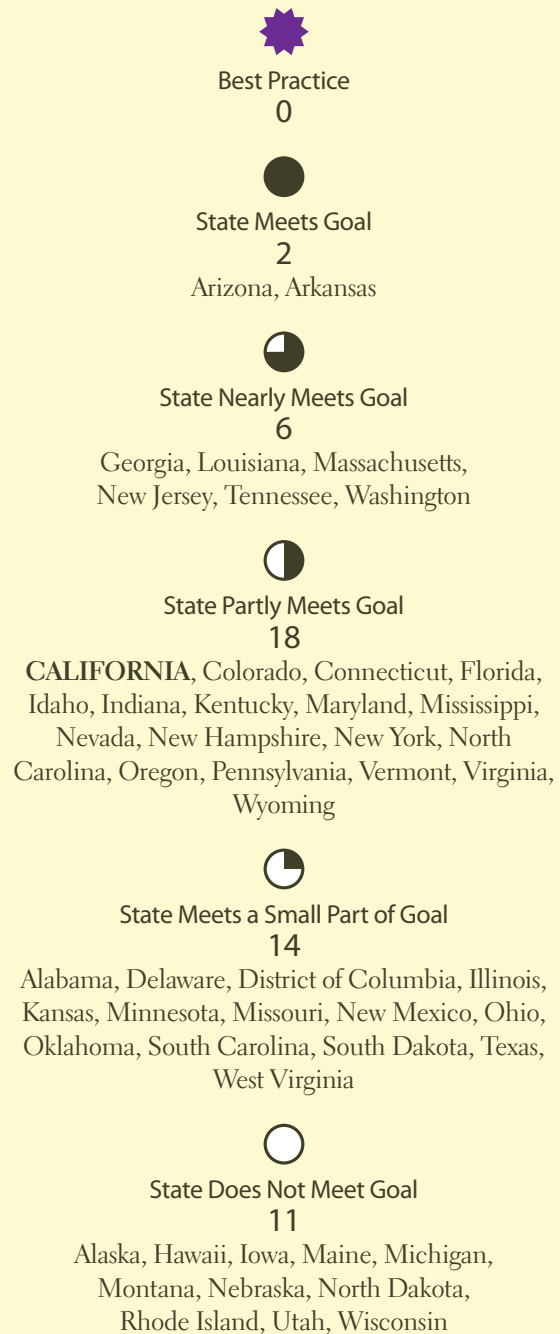 Best Practice
0
State Meets Goal
2
Arizona, Arkansas
State Nearly Meets Goal
6
Georgia, Louisiana, Massachusetts,
New Jersey, Tennessee, Washington
State Partly Meets Goal
18
CALIFORNIA, Colorado, Connecticut, Florida,
Idaho, Indiana, Kentucky, Maryland, Mississippi,
Nevada, New Hampshire, New York, North
Carolina, Oregon, Pennsylvania, Vermont, Virginia,
Wyoming
State Meets a Small Part of Goal
14
Alabama, Delaware, District of Columbia, Illinois,
Kansas, Minnesota, Missouri, New Mexico, Ohio,
Oklahoma, South Carolina, South Dakota, Texas,
West Virginia
State Does Not Meet Goal
11
Alaska, Hawaii, Iowa, Maine, Michigan,
Montana, Nebraska, North Dakota,
Rhode Island, Utah, Wisconsin